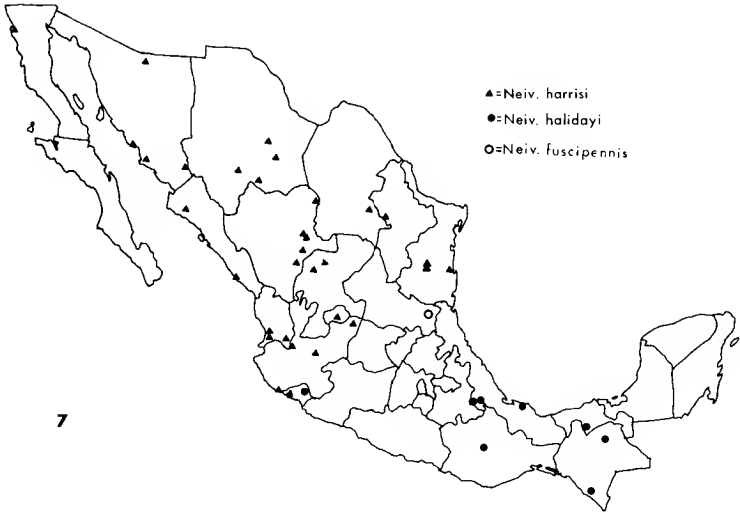 ▲=Neiv. harrisi
●=Neiv. halidayi
○=Neiv. fuscipennis
7